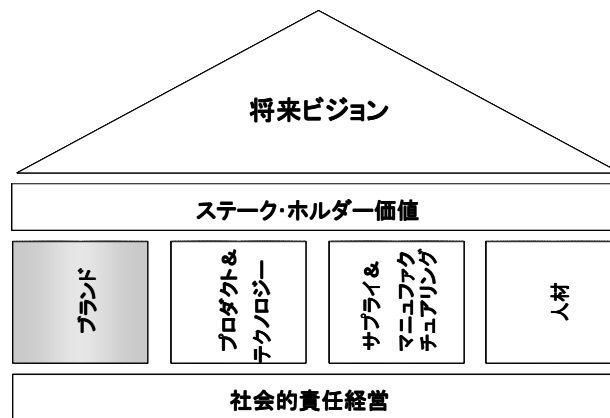 将来ビジョン
ステーク・ホルダー価値
ブランド
プロダクト&
テクノロジー
サプライ&
マニュファク
チュアリング
人材
社会的責任経営